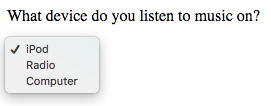 What device do you listen to music on?
✓ iPod
Radio
Computer